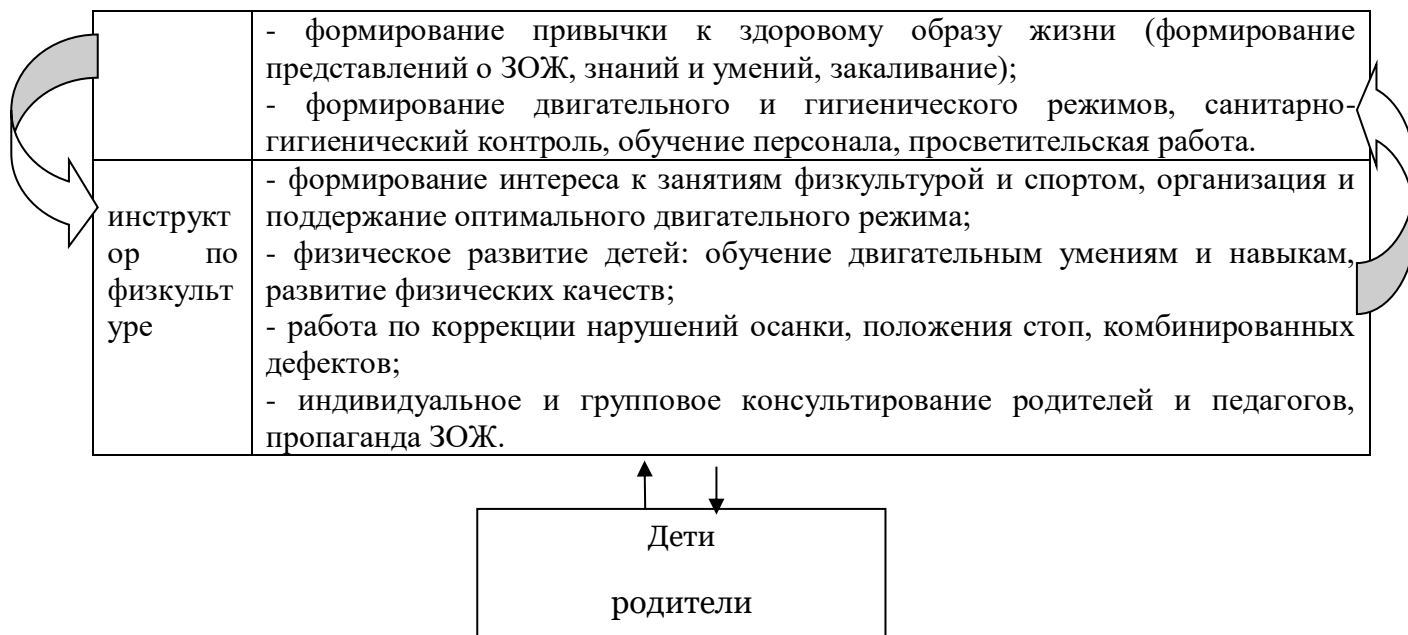 - формирование привычки к здоровому образу жизни (формирование
представлений о ЗОЖ, знаний и умений, закаливание);
- формирование двигательного и гигиенического режимов, санитарно-
гигиенический контроль, обучение персонала, просветительская работа.
инструкт
ор по
физкульт
уре
- формирование интереса к занятиям физкультурой и спортом, организация и
поддержание оптимального двигательного режима;
- физическое развитие детей: обучение двигательным умениям и навыкам,
развитие физических качеств;
- работа по коррекции нарушений осанки, положения стоп, комбинированных
дефектов;
- индивидуальное и групповое консультирование родителей и педагогов,
пропаганда ЗОЖ.
Дети
родители